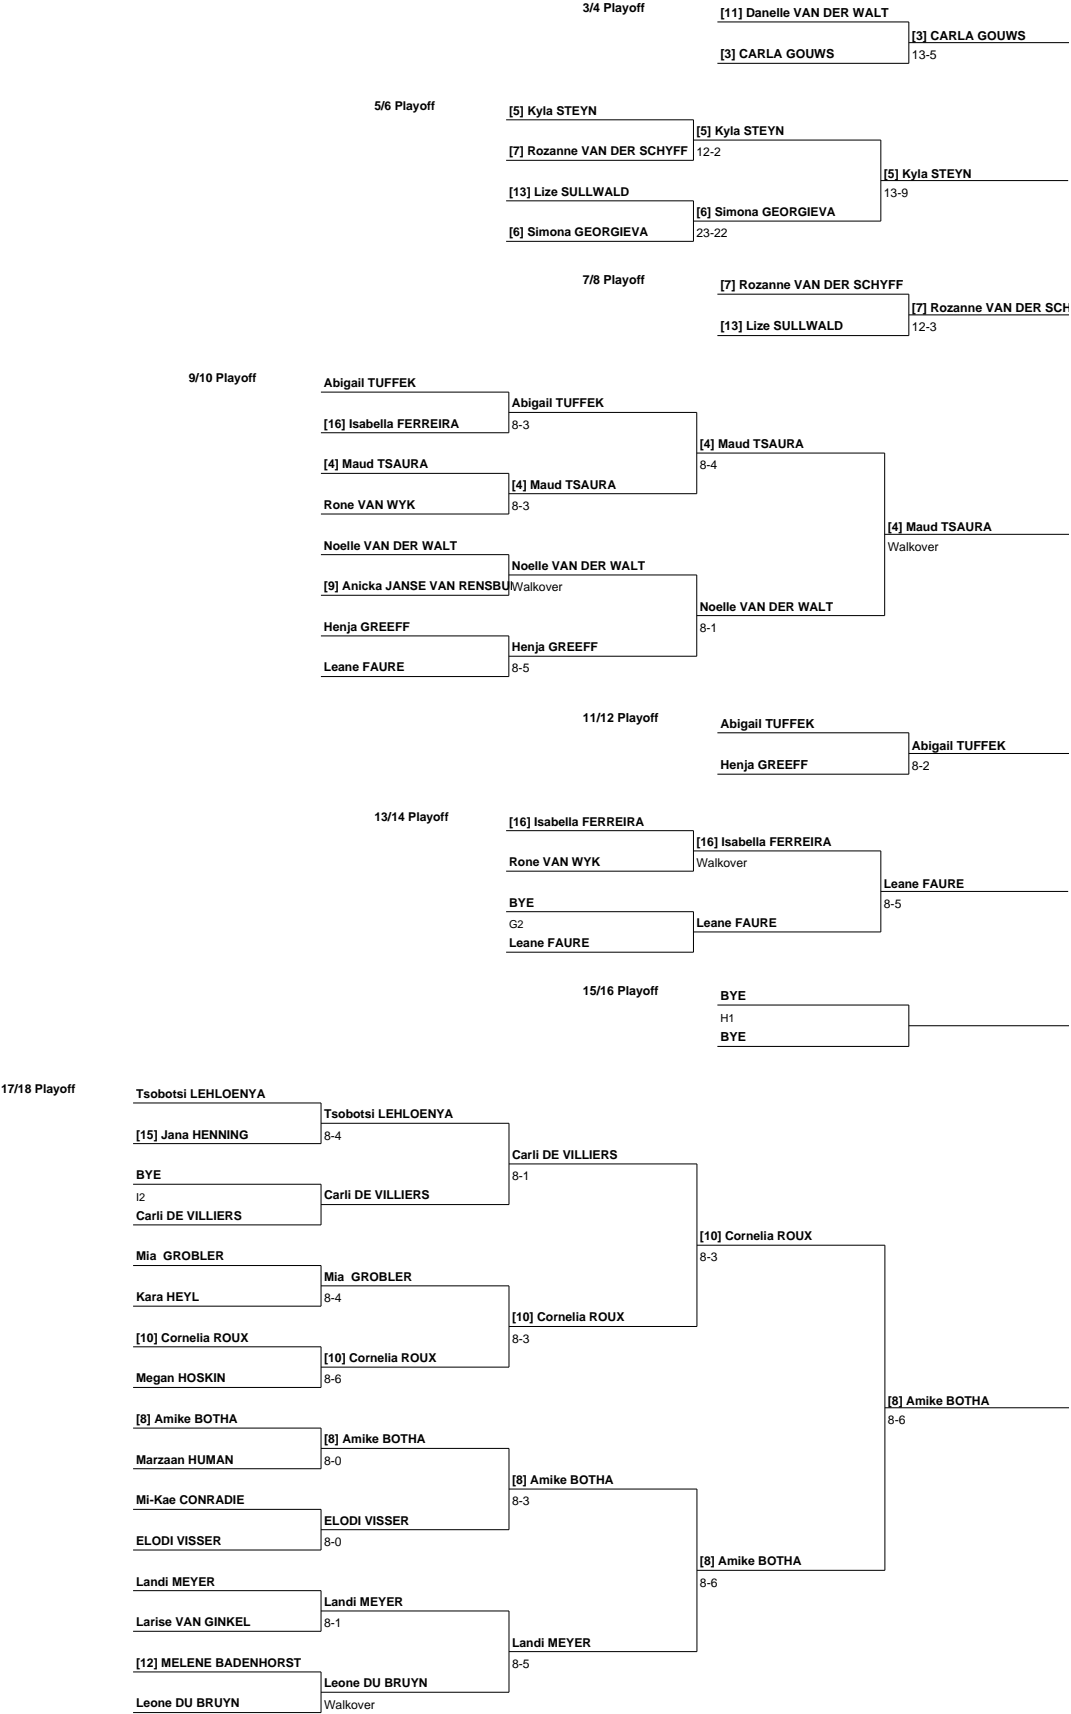 3/4 Playoff
[11] Danelle VAN DER WALT
[3] CARLA GOUWS
[3] CARLA GOUWS
13-5
5/6 Playoff
[5] Kyla STEYN
[5] Kyla STEYN
[7] Rozanne VAN DER SCHYFF
12-2
[5] Kyla STEYN
[13] Lize SULLWALD
13-9
[6] Simona GEORGIEVA
[6] Simona GEORGIEVA
23-22
7/8 Playoff
[7] Rozanne VAN DER SCHYFF
[7] Rozanne VAN DER SCH
[13] Lize SULLWALD
12-3
9/10 Playoff
Abigail TUFFEK
Abigail TUFFEK
[16] Isabella FERREIRA
8-3
[4] Maud TSAURA
[4] Maud TSAURA
8-4
[4] Maud TSAURA
Rone VAN WYK
8-3
[4] Maud TSAURA
Noelle VAN DER WALT
Walkover
Noelle VAN DER WALT
[9] Anicka JANSE VAN RENSBU
Walkover
Noelle VAN DER WALT
Henja GREEFF
8-1
Henja GREEFF
Leane FAURE
8-5
11/12 Playoff
Abigail TUFFEK
Abigail TUFFEK
Henja GREEFF
8-2
13/14 Playoff
[16] Isabella FERREIRA
[16] Isabella FERREIRA
Rone VAN WYK
Walkover
Leane FAURE
BYE
8-5
G2
Leane FAURE
Leane FAURE
15/16 Playoff
BYE
H1
BYE
17/18 Playoff
Tsobotsi LEHLOENYA
Tsobotsi LEHLOENYA
[15] Jana HENNING
8-4
Carli DE VILLIERS
BYE
8-1
I2
Carli DE VILLIERS
Carli DE VILLIERS
[10] Cornelia ROUX
Mia GROBLER
8-3
Mia GROBLER
Kara HEYL
8-4
[10] Cornelia ROUX
[10] Cornelia ROUX
8-3
[10] Cornelia ROUX
Megan HOSKIN
8-6
[8] Amike BOTHA
[8] Amike BOTHA
8-6
[8] Amike BOTHA
Marzaan HUMAN
8-0
[8] Amike BOTHA
Mi-Kae CONRADIE
8-3
ELODI VISSER
ELODI VISSER
8-0
[8] Amike BOTHA
Landi MEYER
8-6
Landi MEYER
Larise VAN GINKEL
8-1
Landi MEYER
[12] MELENE BADENHORST
8-5
Leone DU BRUYN
Leone DU BRUYN
Walkover